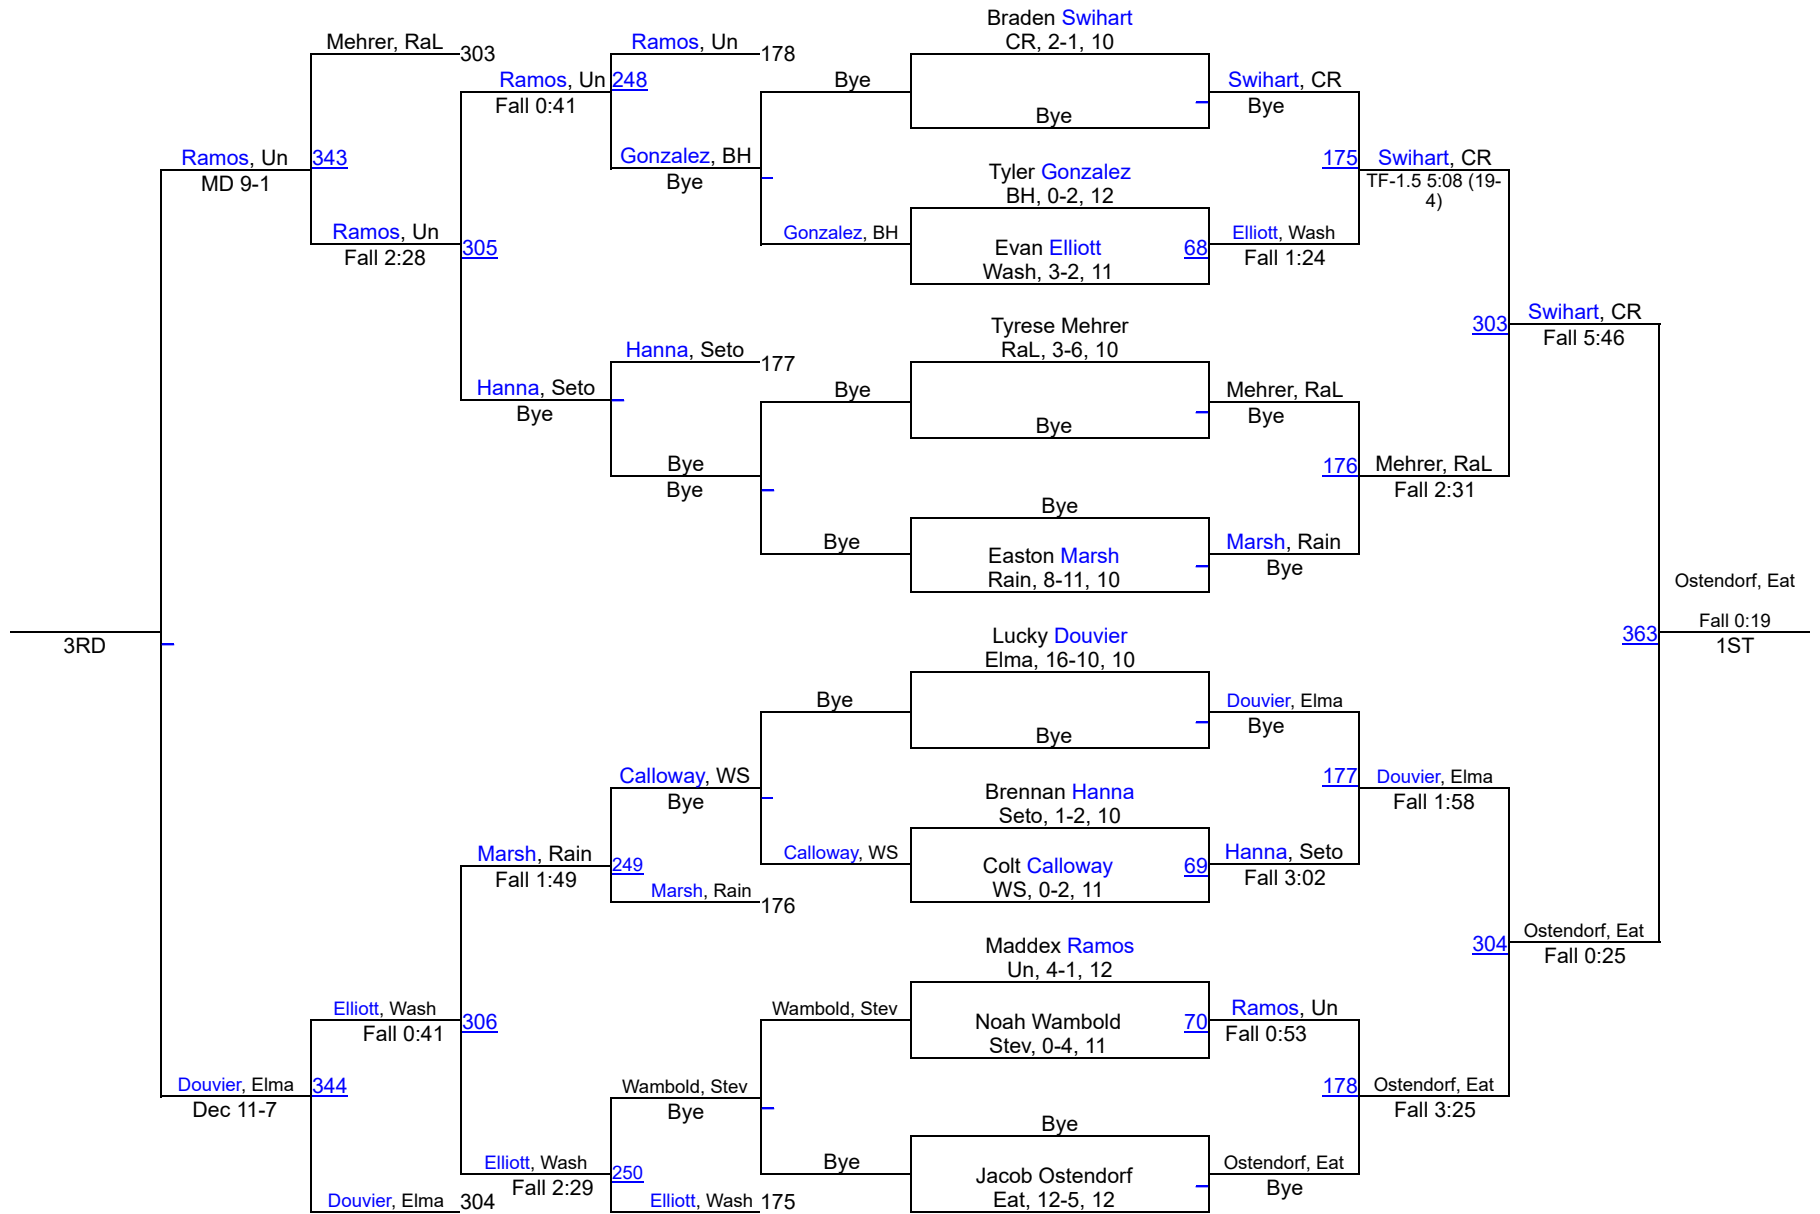 Braden Swihart
CR, 2-1, 10
Mehrer, RaL
303
Ramos, Un
178
Ramos, Un
248
Fall 0:41
Bye
Swihart, CR
Bye
Bye
Ramos, Un
343
MD 9-1
Gonzalez, BH
Bye
Tyler Gonzalez
BH, 0-2, 12
175
Swihart, CR
TF-1.5 5:08 (19-
4)
Ramos, Un
Fall 2:28
305
Gonzalez, BH
Evan Elliott
Wash, 3-2, 11
68
Elliott, Wash
Fall 1:24
Tyrese Mehrer
RaL, 3-6, 10
303
Swihart, CR
Fall 5:46
Hanna, Seto
177
Hanna, Seto
Bye
Bye
Mehrer, RaL
Bye
Bye
Bye
Bye
176
Mehrer, RaL
Fall 2:31
Bye
Bye
Easton Marsh
Rain, 8-11, 10
Marsh, Rain
Bye
Ostendorf, Eat
Fall 0:19
1ST
363
3RD
Lucky Douvier
Elma, 16-10, 10
Bye
Douvier, Elma
Bye
Bye
Calloway, WS
Bye
Brennan Hanna
Seto, 1-2, 10
177
Douvier, Elma
Fall 1:58
Marsh, Rain
Fall 1:49
249
Calloway, WS
Colt Calloway
WS, 0-2, 11
69
Hanna, Seto
Fall 3:02
Marsh, Rain
176
Maddex Ramos
Un, 4-1, 12
304
Ostendorf, Eat
Fall 0:25
Elliott, Wash
Fall 0:41
306
Wambold, Stev
Noah Wambold
Stev, 0-4, 11
70
Ramos, Un
Fall 0:53
Douvier, Elma
344
Dec 11-7
Wambold, Stev
Bye
178
Ostendorf, Eat
Fall 3:25
Bye
Elliott, Wash
Fall 2:29
250
Bye
Jacob Ostendorf
Eat, 12-5, 12
Ostendorf, Eat
Bye
Douvier, Elma
304
Elliott, Wash
175